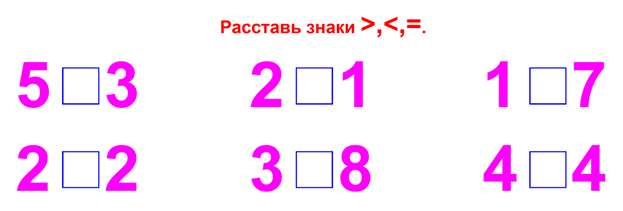 Расставь знаки >,<,=.
5 □ 3 2 □ 1 1 □ 7
2 □ 2 3 □ 8 4 □ 4